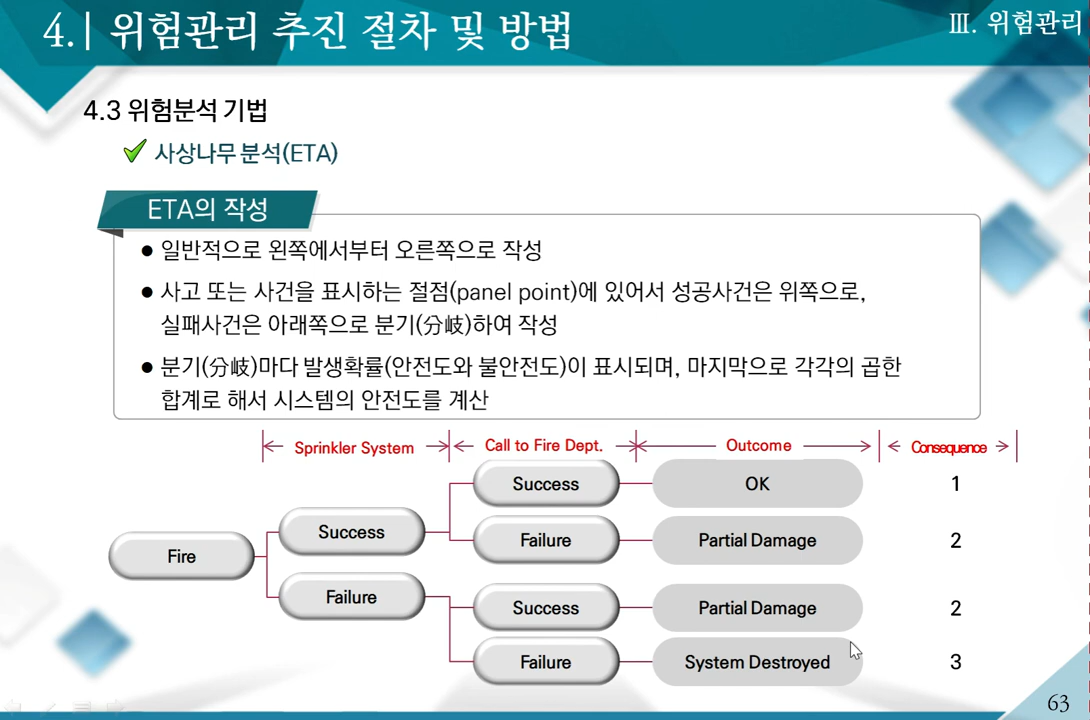 4. | 위험관리 추진 절차 및 방법
Ⅲ. 위험관리
4.3 위험분석 기법
사상나무 분석(ETA)
ETA의 작성
● 일반적으로 왼쪽에서부터 오른쪽으로 작성
● 사고 또는 사건을 표시하는 절점(panel point)에 있어서 성공사건은 위쪽으로,
실패사건은 아래쪽으로 분기(分岐)하여 작성
● 분기(分岐)마다 발생확률(안전도와 불안전도)이 표시되며, 마지막으로 각각의 곱한
합계로 해서 시스템의 안전도를 계산
Sprinkler System
Call to Fire Dept.
Outcome
Consequence
Fire
Success
Failure
Success
OK
1
Failure
Partial Damage
2
Success
Partial Damage
2
Failure
System Destroyed
3
63